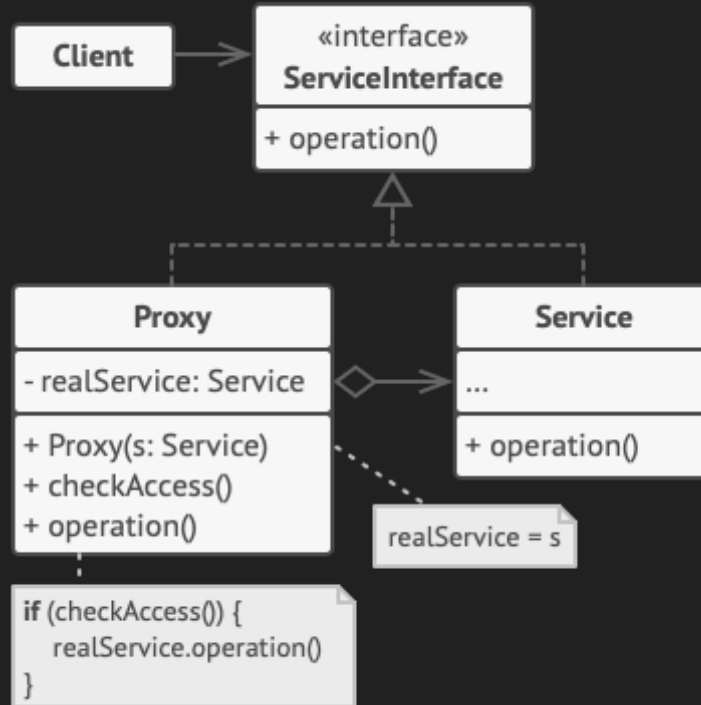 Client
«interface»
ServiceInterface
+ operation()
Proxy
- realService: Service
+ Proxy(s: Service)
+ checkAccess()
+ operation()
Service
...
+ operation()
realService = s
if (checkAccess()) {
realService.operation()
}